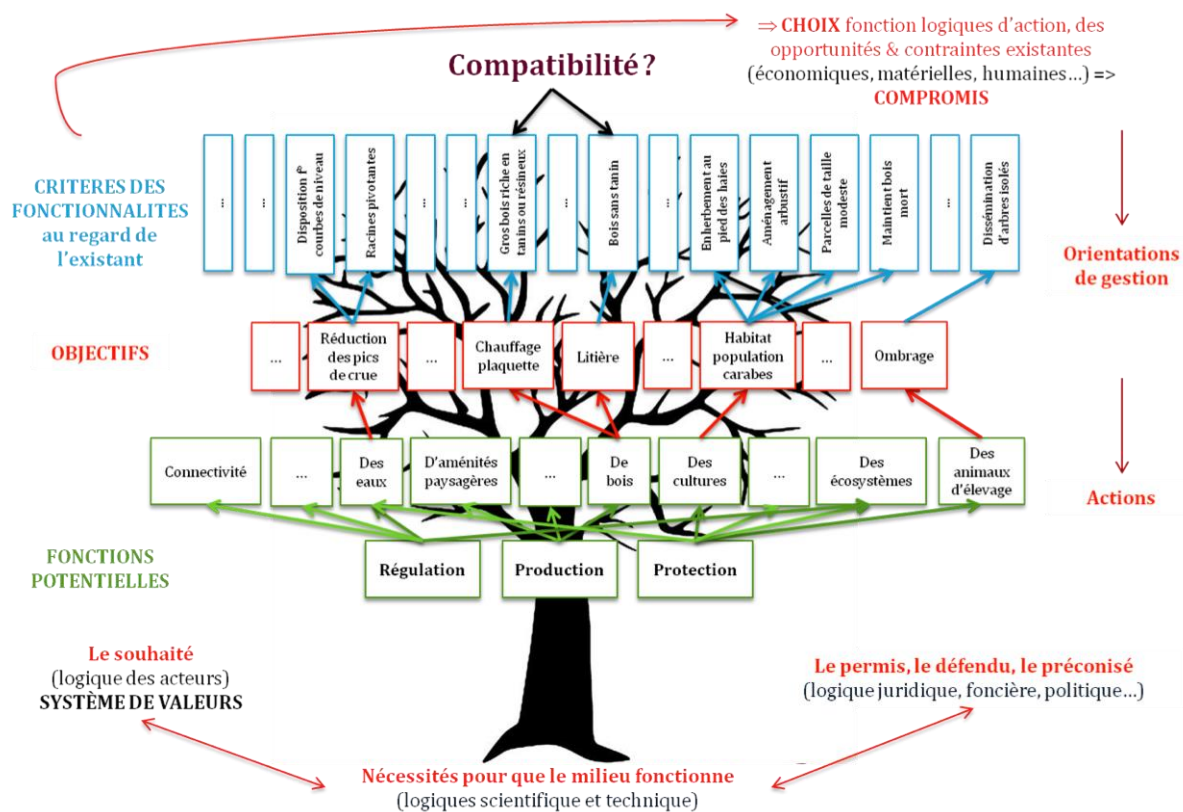 ⇒ CHOIX fonction logiques d'action, des
opportunités & contraintes existantes
(économiques, matérielles, humaines...) =>
COMPROMIS
Compatibilité ?
CRITERES DES
FONCTIONNALITES
au regard de
l'existant
...
...
Disposition f°
courbes de niveau
Racines pivotantes
...
...
Gros bois riche en
tanins ou résineux
...
Bois sans tanin
...
Enherbement au
pied des haies
Aménagement
arbustif
Parcelles de taille
modeste
Maintient bois
mort
...
Dissémination
d'arbres isolés
Orientations
de gestion
OBJECTIFS
...
Réduction
des pics
de crue
...
Chauffage
plaquette
Litière
...
Habitat
population
carabes
...
Ombrage
Connectivité
...
Des
eaux
D'aménités
paysagères
...
De
bois
Des
cultures
...
Des
écosystèmes
Des
animaux
d'élevage
Actions
FONCTIONS
POTENTIELLES
Régulation
Production
Protection
Le souhaité
(logique des acteurs)
SYSTÈME DE VALEURS
Le permis, le défendu, le préconisé
(logique juridique, foncière, politique...)
Nécessités pour que le milieu fonctionne
(logiques scientifique et technique)